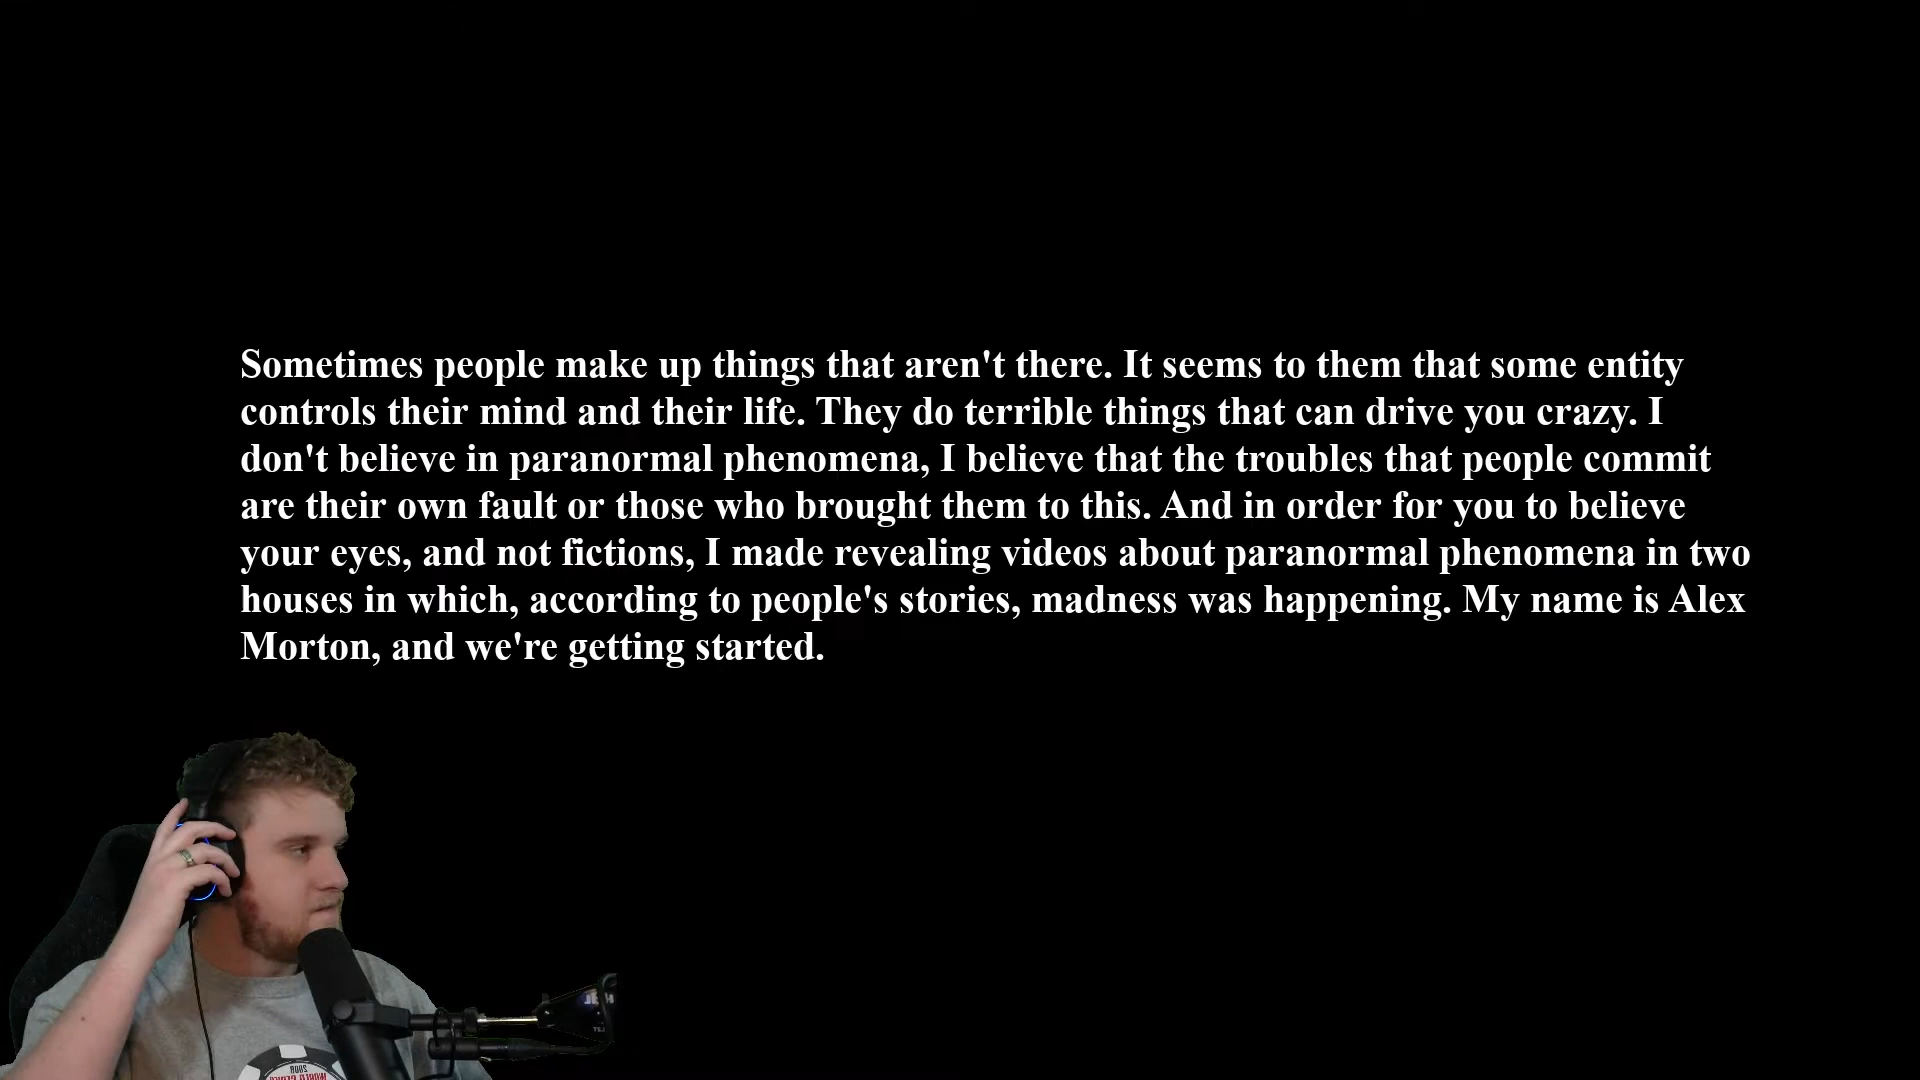 Sometimes people make up things that aren't there. It seems to them that some entity
controls their mind and their life. They do terrible things that can drive you crazy. I
don't believe in paranormal phenomena, I believe that the troubles that people commit
are their own fault or those who brought them to this. And in order for you to believe
your eyes, and not fictions, I made revealing videos about paranormal phenomena in two
houses in which, according to people's stories, madness was happening. My name is Alex
Morton, and we're getting started.
2008
WORLD SERIES